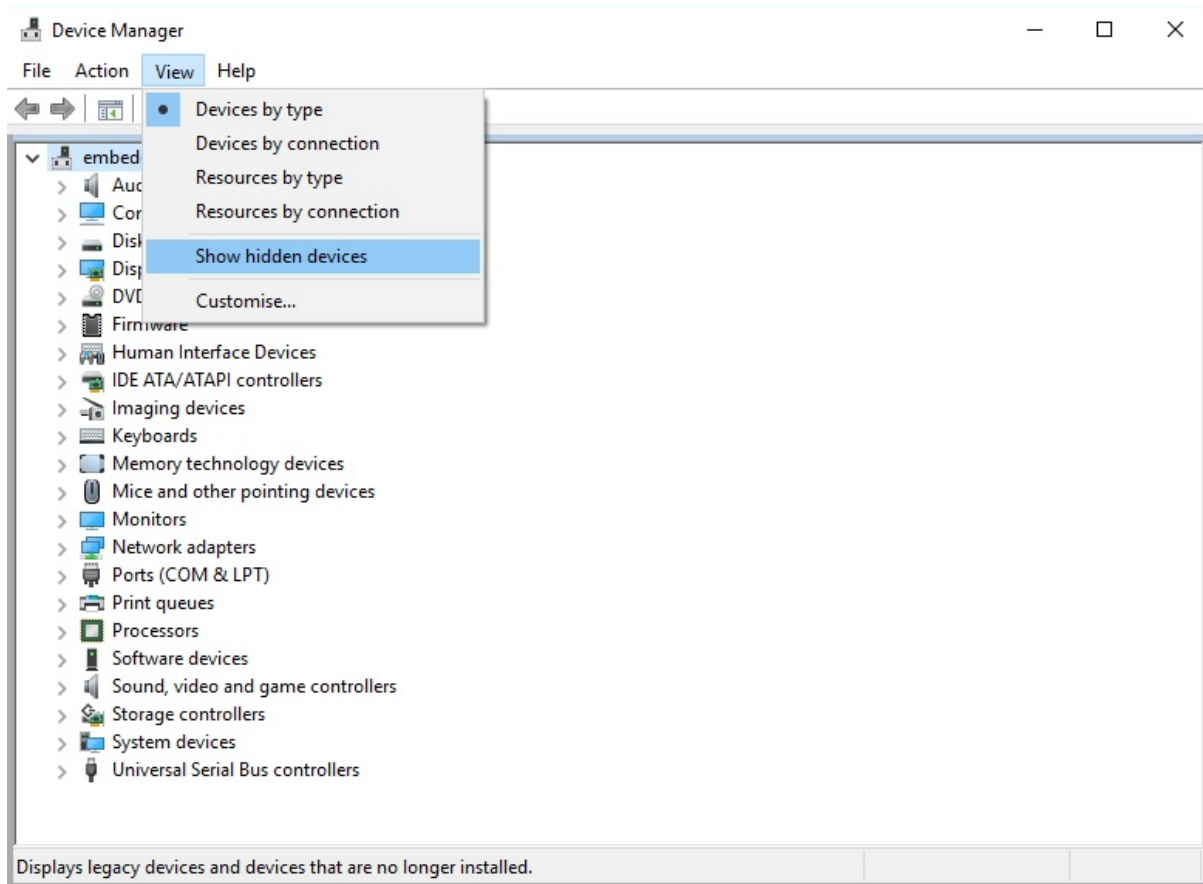 Device Manager
File Action View Help
Devices by type
Devices by connection
Resources by type
Resources by connection
Show hidden devices
Customise...
Firmware
Human Interface Devices
IDE ATA/ATAPI controllers
Imaging devices
Keyboards
Memory technology devices
Mice and other pointing devices
Monitors
Network adapters
Ports (COM & LPT)
Print queues
Processors
Software devices
Sound, video and game controllers
Storage controllers
System devices
Universal Serial Bus controllers
Displays legacy devices and devices that are no longer installed.